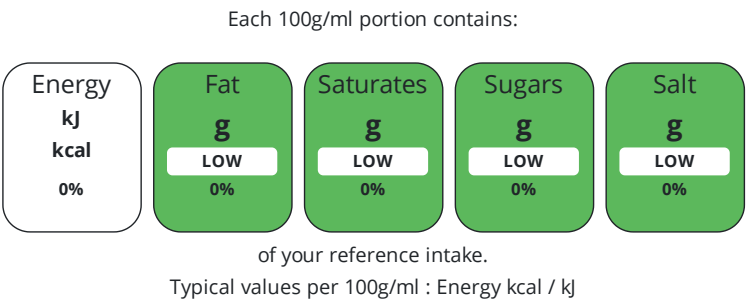 Each 100g/ml portion contains:
Energy Fat Saturates Sugars Salt
kJ g g g g
kcal LOW LOW LOW LOW
0% 0% 0% 0% 0%
of your reference intake.
Typical values per 100g/ml : Energy kcal / kJ